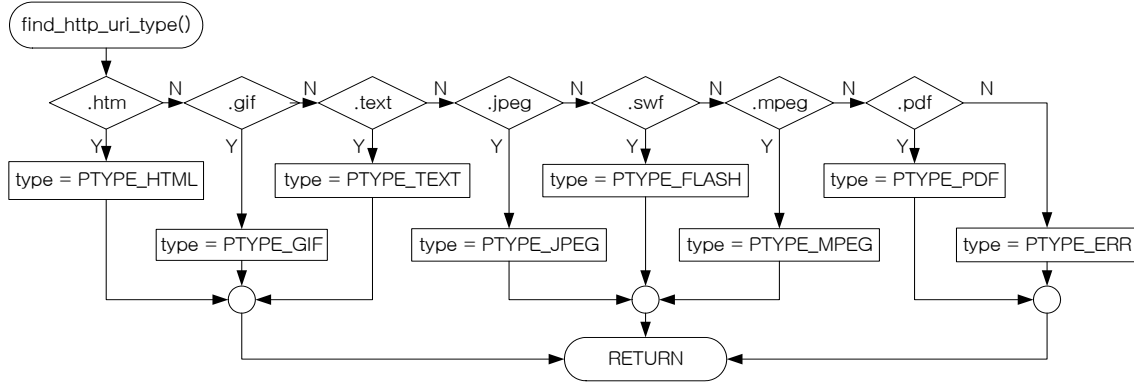 find_http_uri_type()
N N N N N N N
.htm .gif .text .jpeg .swf .mpeg .pdf
Y Y Y Y Y Y Y
type = PTYPE_HTML type = PTYPE_TEXT type = PTYPE_FLASH type = PTYPE_PDF
type = PTYPE_GIF type = PTYPE_JPEG type = PTYPE_MPEG type = PTYPE_ERR
RETURN